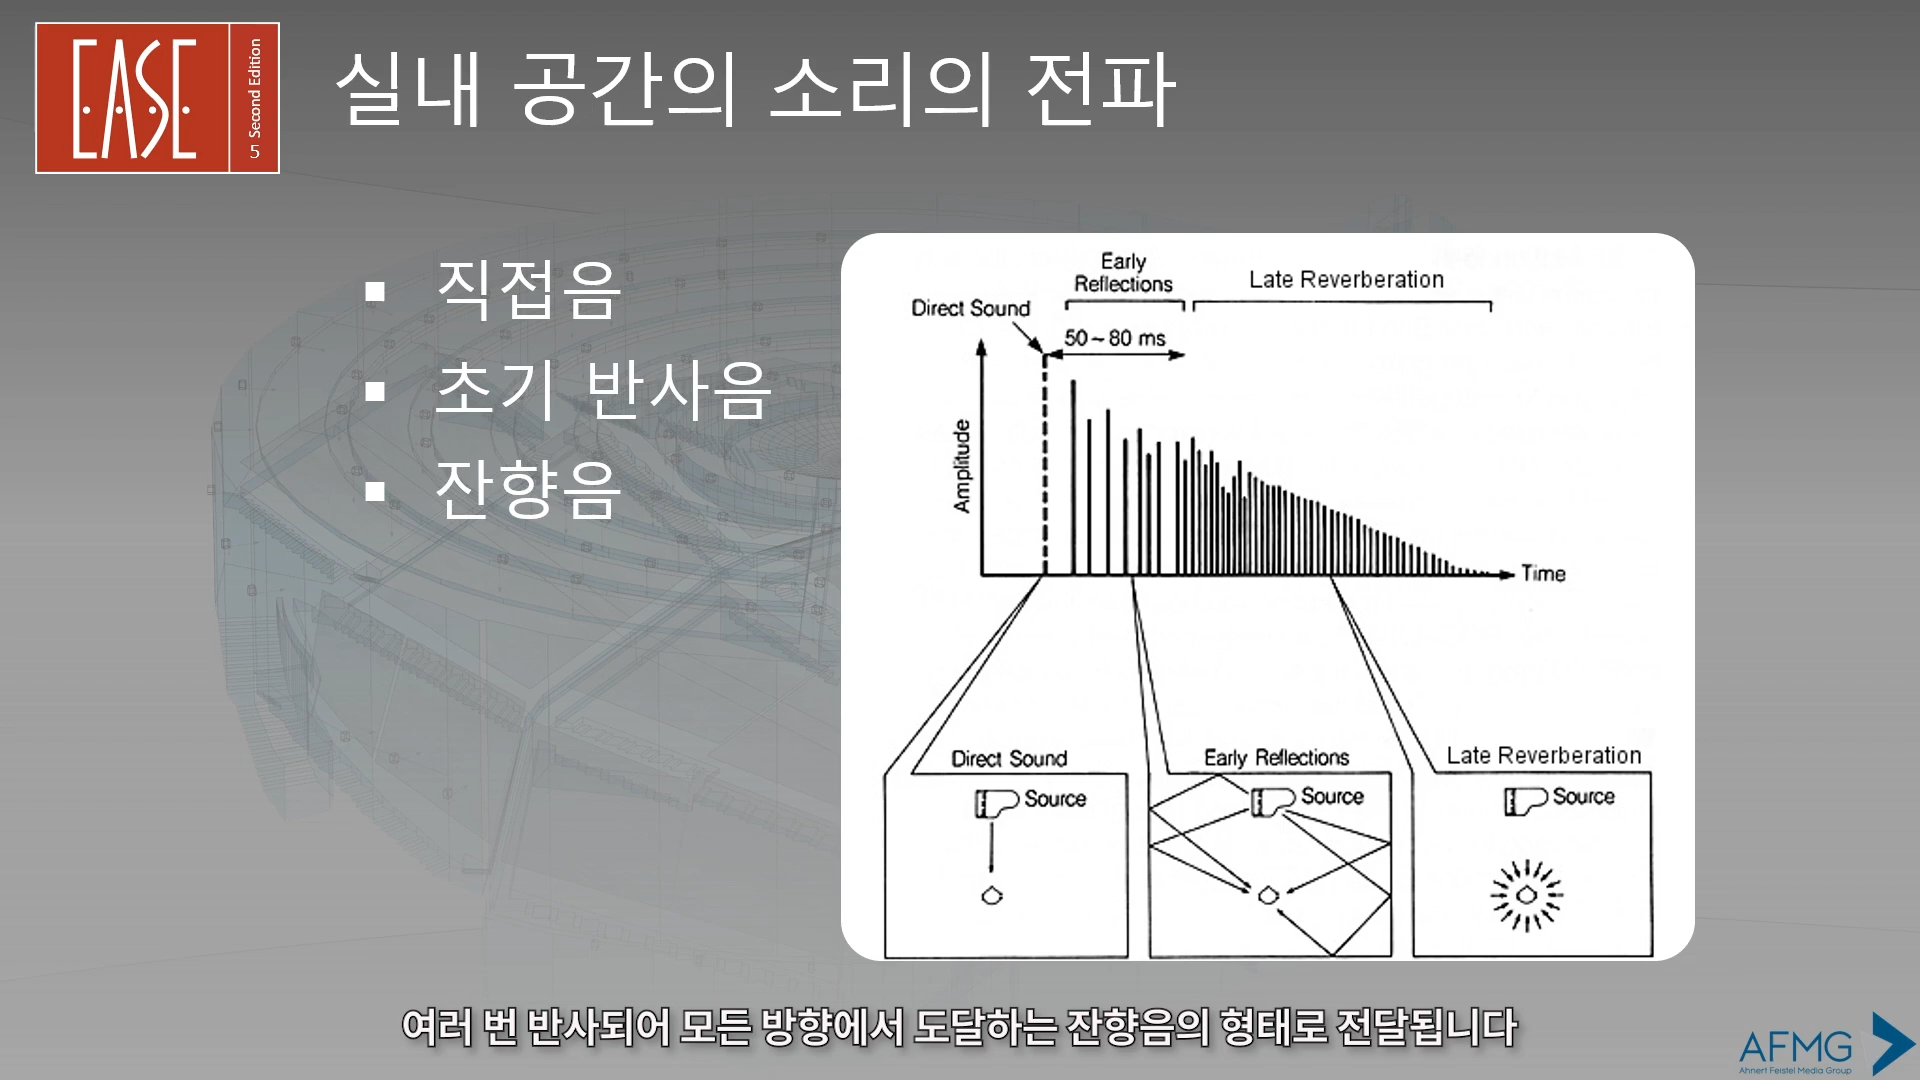 EASE
5 Second Edition
실내 공간의 소리의 전파
▪ 직접음
▪ 초기 반사음
▪ 잔향음
Early
Reflections
Late Reverberation
Direct Sound
50~80 ms
Amplitude
Time
Direct Sound
Early Reflections
Late Reverberation
Source
Source
Source
여러 번 반사되어 모든 방향에서 도달하는 잔향음의 형태로 전달됩니다
AFMG
Ahnert Feistel Media Group